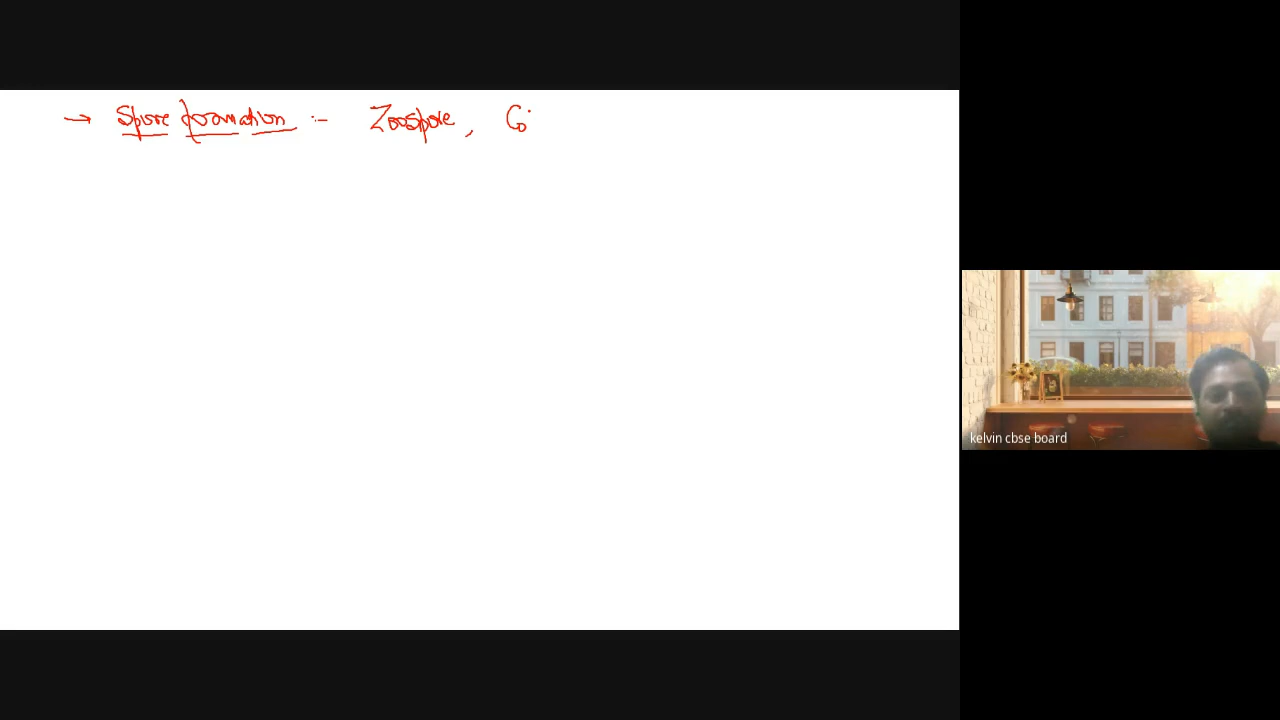 → Spore formation :- Zoospore, Co
kelvin cbse board